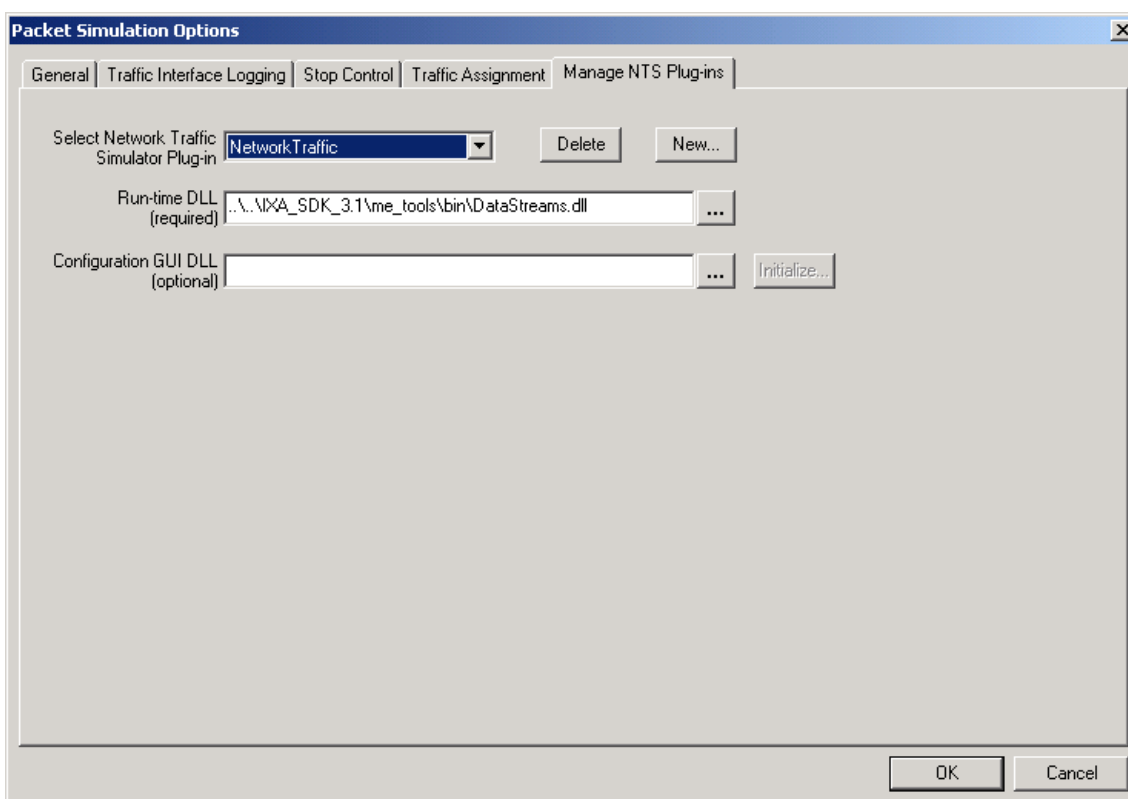 Packet Simulation Options
General Traffic Interface Logging Stop Control Traffic Assignment Manage NTS Plug-ins
Select Network Traffic
Simulator Plug-in
NetworkTraffic
Delete
New...
Run-time DLL
(required)
..\..\IXA_SDK_3.1\me_tools\bin\DataStreams.dll
...
Configuration GUI DLL
(optional)
...
Initialize...
OK
Cancel